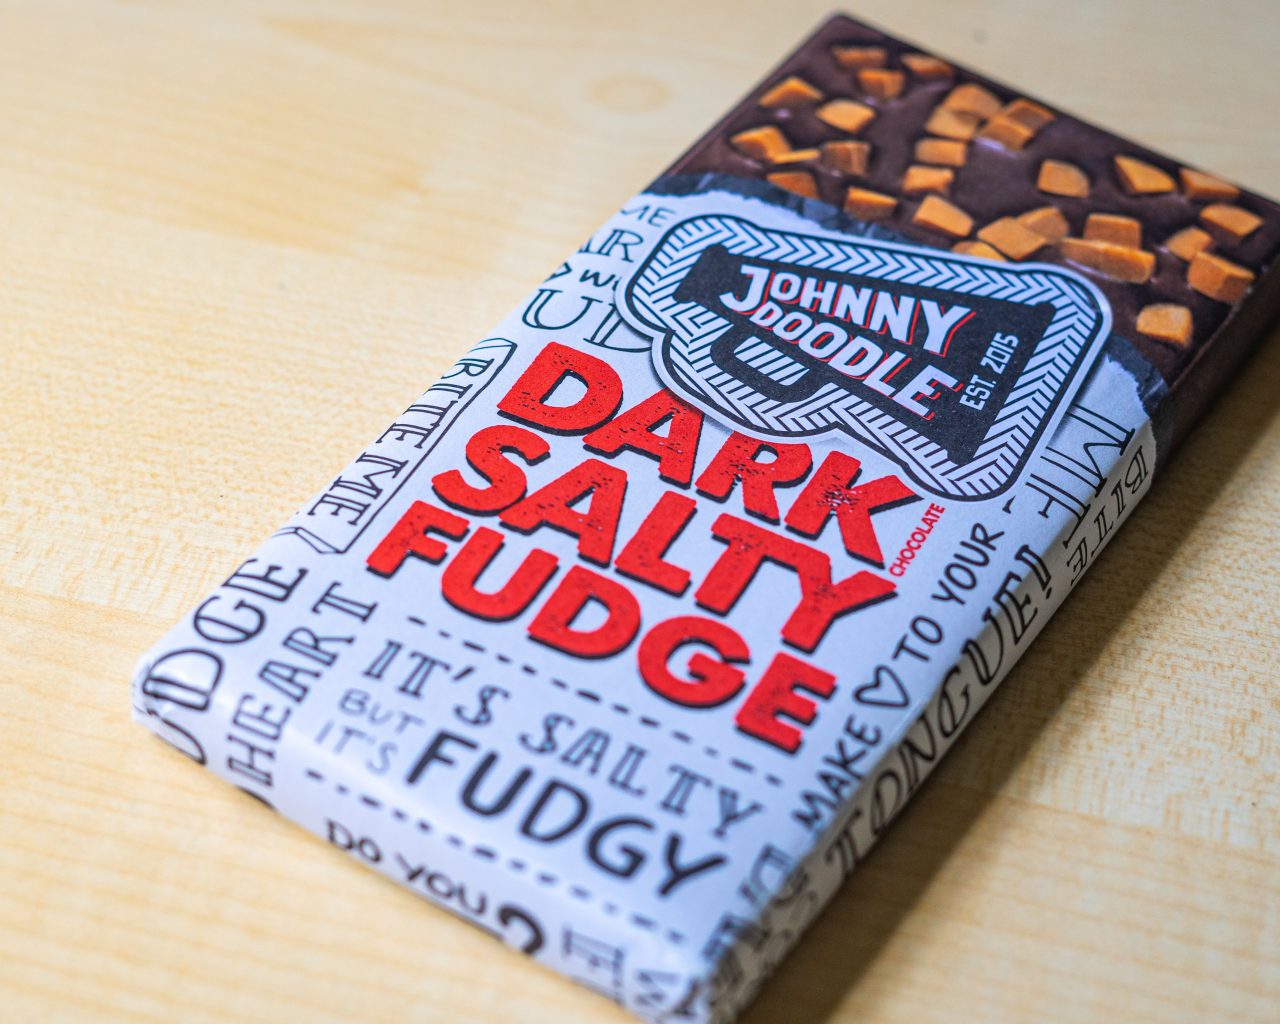 JOHNNY
DOODLE
EST. 2015
DARK
SALTY
FUDGE
CHOCOLATE
IT'S SALTY
BUT
IT'S FUDGY
BITE ME
HEART
MAKE ♡ TO YOUR
TONGUE!
BITE
ME
DO YOU